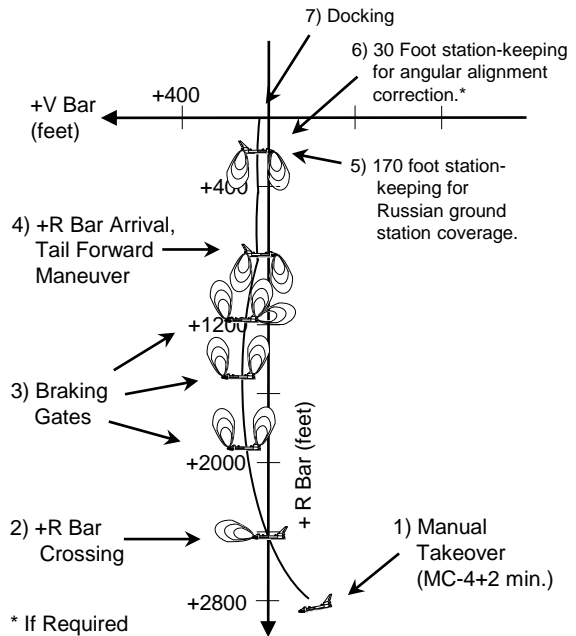 7) Docking
6) 30 Foot station-keeping
for angular alignment
correction.*
+400
+V Bar
(feet)
5) 170 foot station-
keeping for
Russian ground
station coverage.
+400
4) +R Bar Arrival,
Tail Forward
Maneuver
+1200
3) Braking
Gates
+ R Bar (feet)
+2000
2) +R Bar
Crossing
1) Manual
Takeover
(MC-4+2 min.)
+2800
* If Required